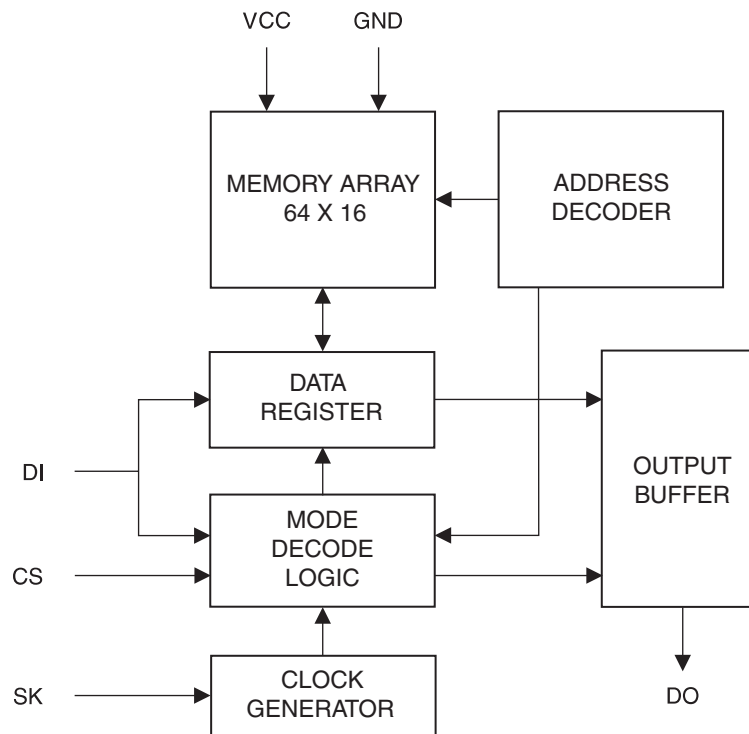 VCC
GND
MEMORY ARRAY
64 X 16
ADDRESS
DECODER
DATA
REGISTER
DI
OUTPUT
BUFFER
MODE
DECODE
LOGIC
CS
CLOCK
GENERATOR
SK
DO